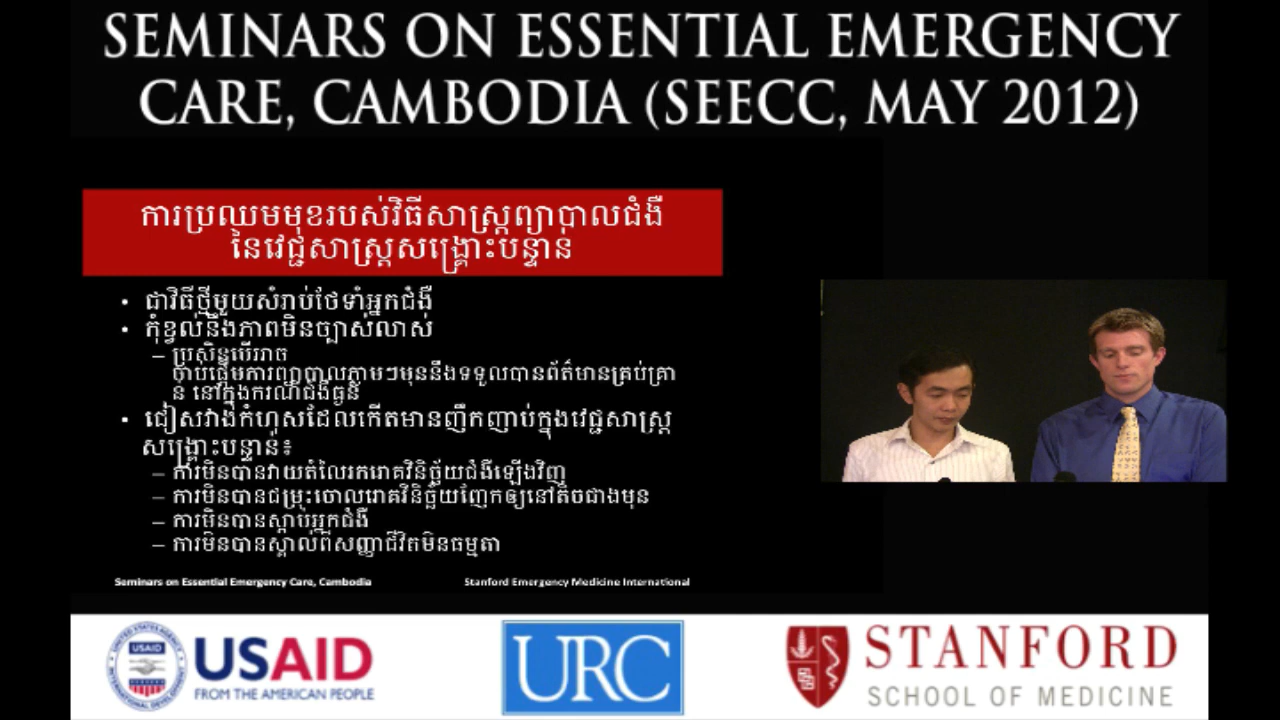 SEMINARS ON ESSENTIAL EMERGENCY
CARE, CAMBODIA (SEECC, MAY 2012)
ការប្រឈមមុខរបស់វិធីសាស្ត្រព្យាបាលជំងឺ
នៃវេជ្ជសាស្ត្រសង្គ្រោះបន្ទាន់
• ជាវិធីថ្មីមួយសំរាប់ថែទាំអ្នកជំងឺ
• កុំខ្វល់នឹងភាពមិនច្បាស់លាស់
– ប្រសិនបើអាច
ចាប់ផ្តើមការព្យាបាលភ្លាមៗមុននឹងទទួលបានព័ត៌មានគ្រប់គ្រា
ន់ នៅក្នុងករណីជំងឺធ្ងន់
• ជៀសវាងកំហុសដែលកើតមានញឹកញាប់ក្នុងវេជ្ជសាស្ត្រ
សង្គ្រោះបន្ទាន់៖
– ការមិនបានវាយតំលៃរករោគវិនិច្ឆ័យជំងឺឡើងវិញ
– ការមិនបានជម្រុះចោលរោគវិនិច្ឆ័យញែកឲ្យនៅតិចជាងមុន
– ការមិនបានស្តាប់អ្នកជំងឺ
– ការមិនបានស្គាល់ពីសញ្ញាជីវិតមិនធម្មតា
Seminars on Essential Emergency Care, Cambodia
Stanford Emergency Medicine International
USAID
USAID
FROM THE AMERICAN PEOPLE
URC
STANFORD
SCHOOL OF MEDICINE